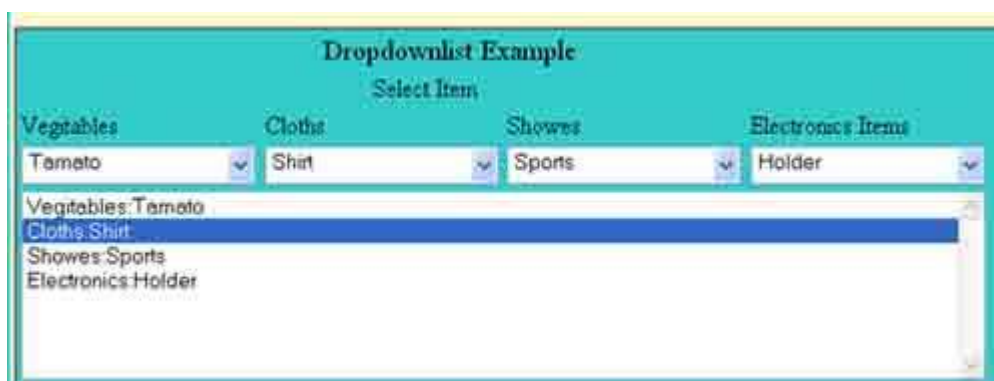 Dropdownlist Example
Select Item
Vegitables Cloths Showes Electronics Items
Tamato Shirt Sports Holder
Vegitables:Tamato
Cloths:Shirt
Showes:Sports
Electronics:Holder